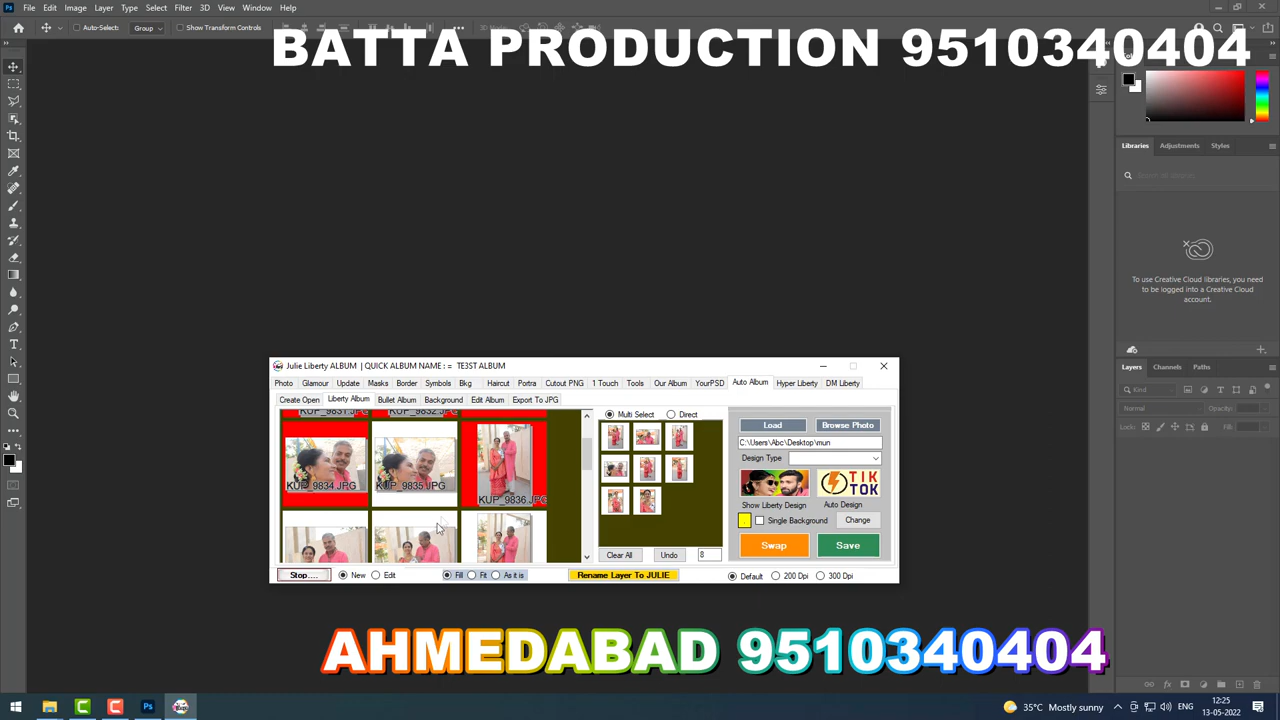 File Edit Image Layer Type Select Filter 3D View Window Help
Auto-Select: Group Show Transform Controls
BATTA PRODUCTION 9510340404
Libraries Adjustments Styles
To use Creative Cloud libraries, you need to be logged into a Creative Cloud account.
Layers Channels Paths
Kind
Normal Opacity:
Lock: Fill:
Julie Liberty ALBUM | QUICK ALBUM NAME : = TE3ST ALBUM
Photo Glamour Update Masks Border Symbols Bkg Haircut Portra Cutout PNG 1 Touch Tools Our Album YourPSD Auto Album Hyper Liberty DM Liberty
Create Open Liberty Album Bullet Album Background Edit Album Export To JPG
KUP_9831.JPG KUP_9832.JPG
Multi Select Direct
Load Browse Photo
C:\Users\Abc\Desktop\mun
Design Type
KUP_9834.JPG KUP_9835.JPG KUP_9836.JPG
TIK TOK
Show Liberty Design Auto Design
Single Background Change
Swap Save
Clear All Undo 8
Stop.... New Edit Fill Fit As it is Rename Layer To JULIE Default 200 Dpi 300 Dpi
AHMEDABAD 9510340404
35°C Mostly sunny ENG 12:25
13-05-2022